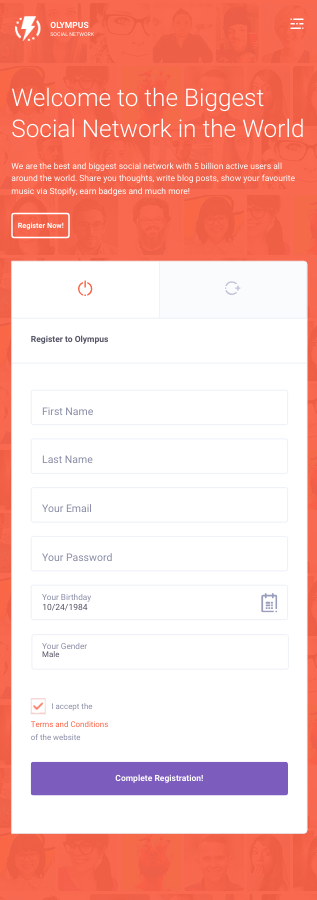 OLYMPUS
SOCIAL NETWORK
Welcome to the Biggest
Social Network in the World
We are the best and biggest social network with 5 billion active users all
around the world. Share you thoughts, write blog posts, show your favourite
music via Stopify, earn badges and much more!
Register Now!
Register to Olympus
First Name
Last Name
Your Email
Your Password
Your Birthday
10/24/1984
Your Gender
Male
I accept the
Terms and Conditions
of the website
Complete Registration!